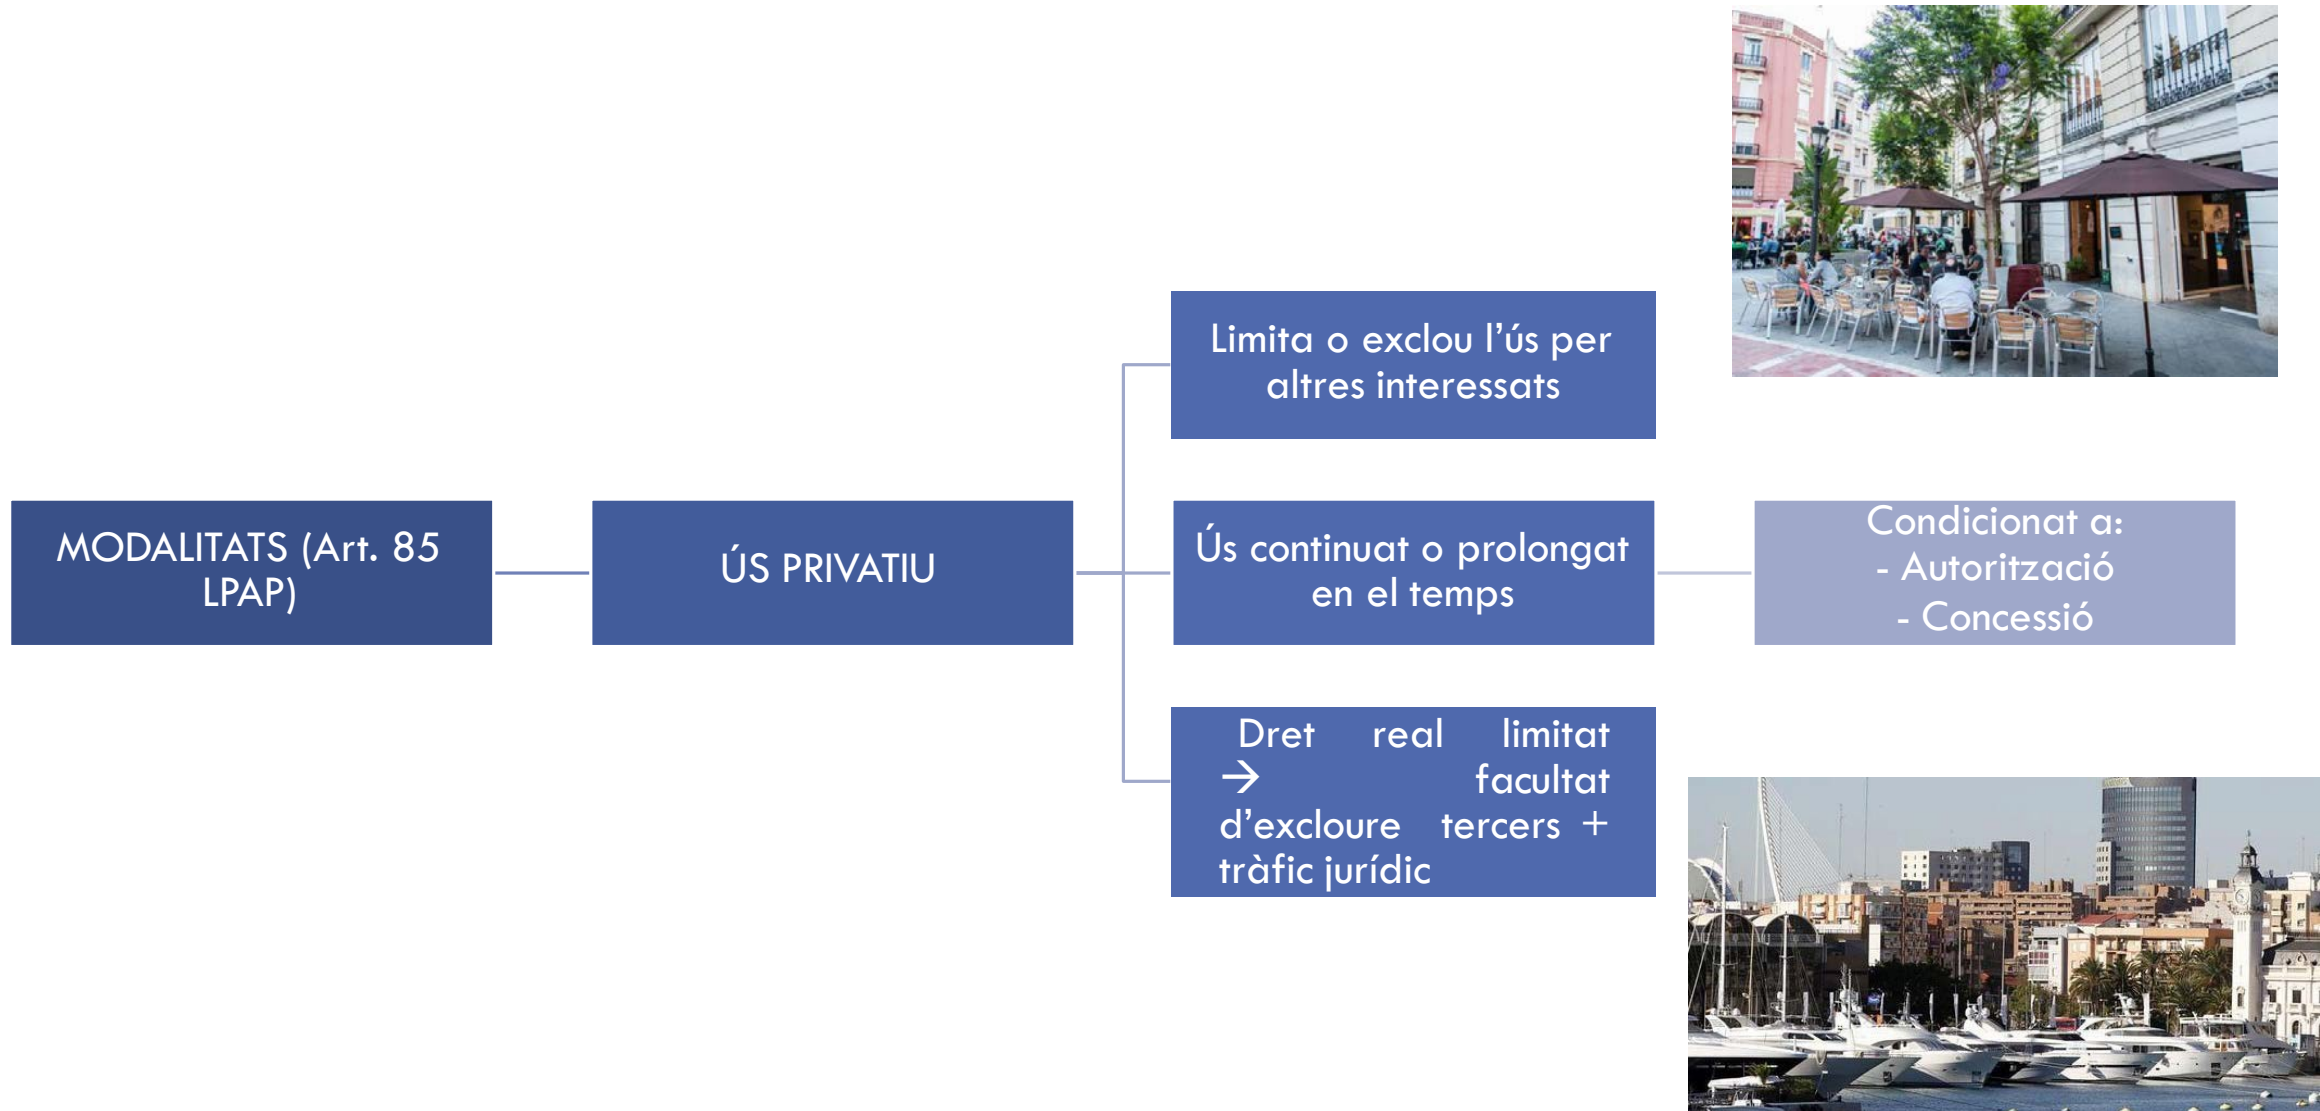 MODALITATS (Art. 85
LPAP)
ÚS PRIVATIU
Limita o exclou l’ús per
altres interessats
Ús continuat o prolongat
en el temps
Condicionat a:
- Autorització
- Concessió
Dret real limitat
→ facultat
d’excloure tercers +
tràfic jurídic